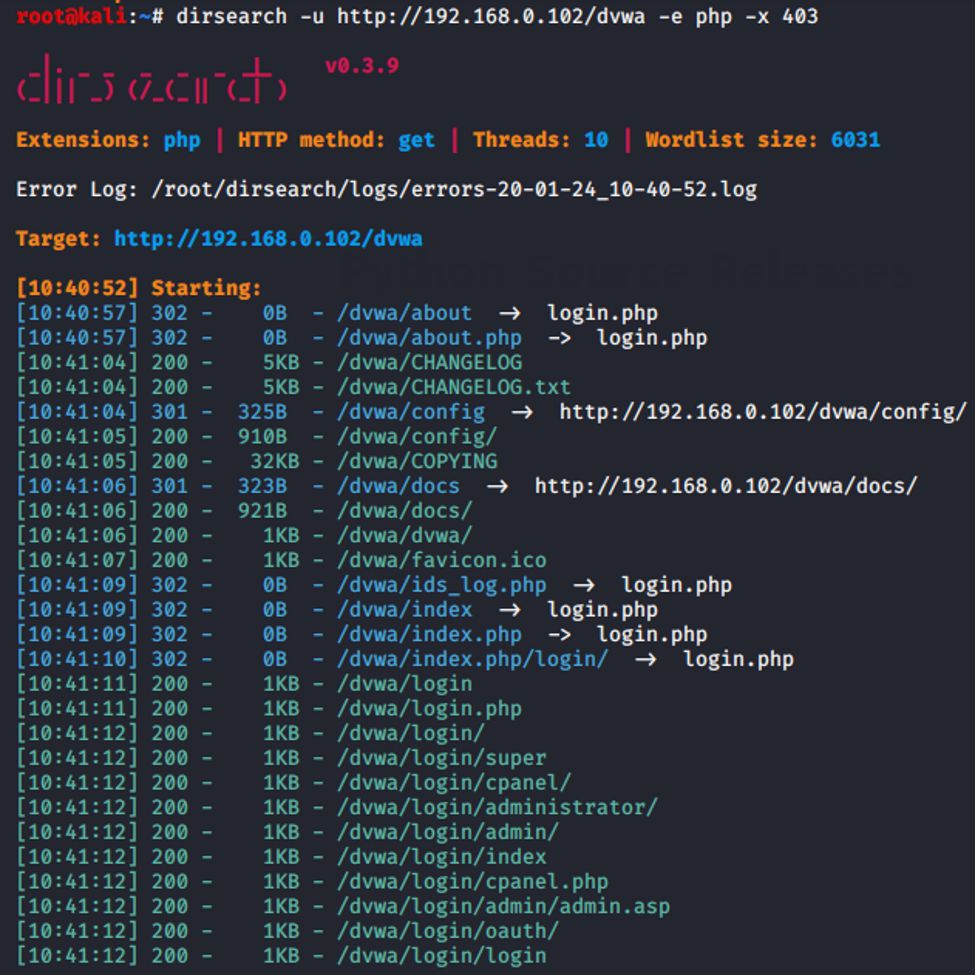 root@kali:~# dirsearch -u http://192.168.0.102/dvwa -e php -x 403
dirsearch v0.3.9
Extensions: php | HTTP method: get | Threads: 10 | Wordlist size: 6031
Error Log: /root/dirsearch/logs/errors-20-01-24_10-40-52.log
Target: http://192.168.0.102/dvwa
Python Source Releases
[10:40:52] Starting:
[10:40:57] 302 -    0B  - /dvwa/about  ->  login.php
[10:40:57] 302 -    0B  - /dvwa/about.php  ->  login.php
[10:41:04] 200 -    5KB - /dvwa/CHANGELOG
[10:41:04] 200 -    5KB - /dvwa/CHANGELOG.txt
[10:41:04] 301 -  325B  - /dvwa/config  ->  http://192.168.0.102/dvwa/config/
[10:41:05] 200 -  910B  - /dvwa/config/
[10:41:05] 200 -   32KB - /dvwa/COPYING
[10:41:06] 301 -  323B  - /dvwa/docs  ->  http://192.168.0.102/dvwa/docs/
[10:41:06] 200 -  921B  - /dvwa/docs/
[10:41:06] 200 -    1KB - /dvwa/dvwa/
[10:41:07] 200 -    1KB - /dvwa/favicon.ico
[10:41:09] 302 -    0B  - /dvwa/ids_log.php  ->  login.php
[10:41:09] 302 -    0B  - /dvwa/index  ->  login.php
[10:41:09] 302 -    0B  - /dvwa/index.php  ->  login.php
[10:41:10] 302 -    0B  - /dvwa/index.php/login/  ->  login.php
[10:41:11] 200 -    1KB - /dvwa/login
[10:41:11] 200 -    1KB - /dvwa/login.php
[10:41:12] 200 -    1KB - /dvwa/login/
[10:41:12] 200 -    1KB - /dvwa/login/super
[10:41:12] 200 -    1KB - /dvwa/login/cpanel/
[10:41:12] 200 -    1KB - /dvwa/login/administrator/
[10:41:12] 200 -    1KB - /dvwa/login/admin/
[10:41:12] 200 -    1KB - /dvwa/login/index
[10:41:12] 200 -    1KB - /dvwa/login/cpanel.php
[10:41:12] 200 -    1KB - /dvwa/login/admin/admin.asp
[10:41:12] 200 -    1KB - /dvwa/login/oauth/
[10:41:12] 200 -    1KB - /dvwa/login/login